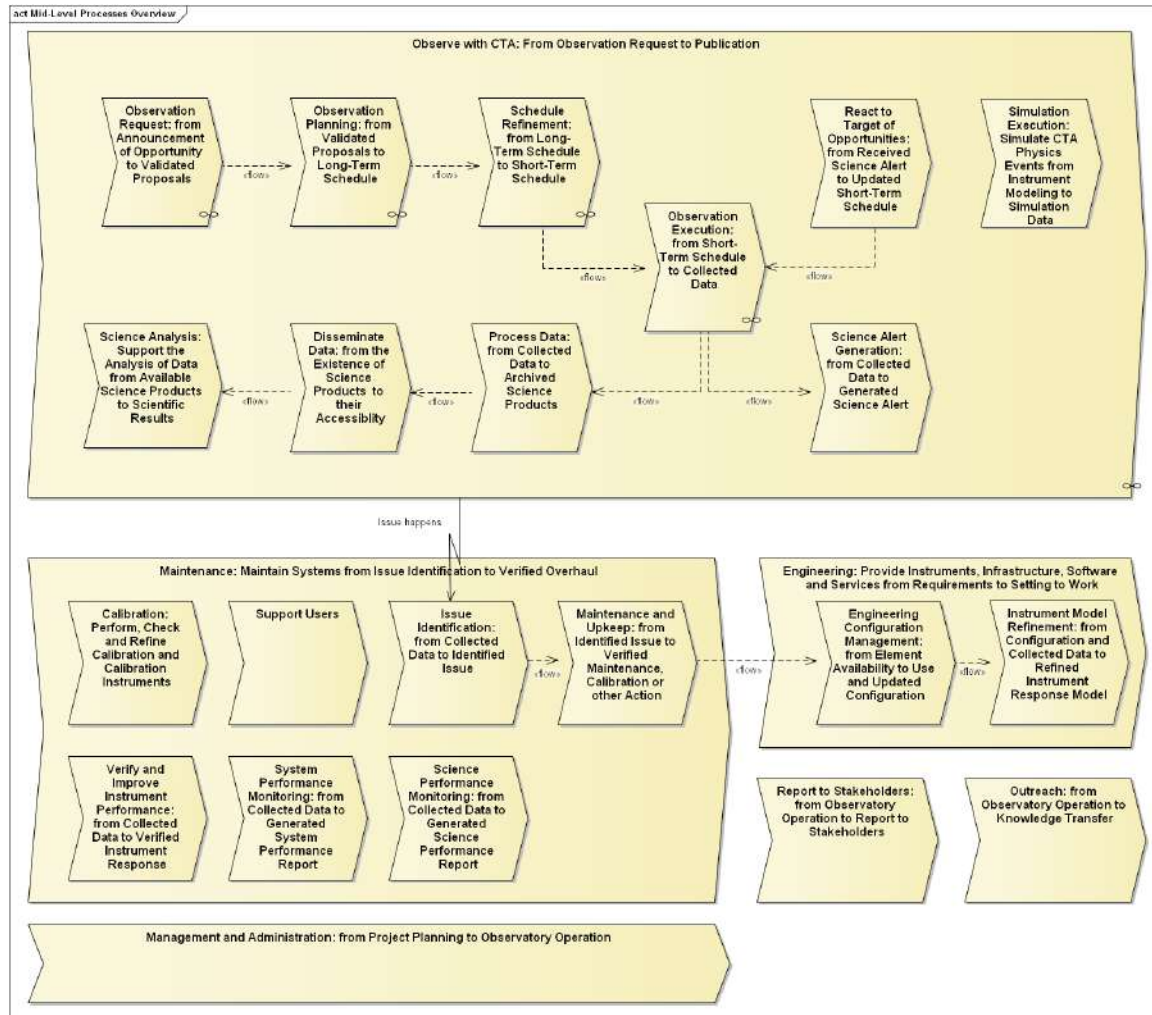 act Mid-Level Processes Overview
Observe with CTA: From Observation Request to Publication
Observation
Request: from
Announcement
of Opportunity
to Validated
Proposals
«flow»
Observation
Planning: from
Validated
Proposals to
Long-Term
Schedule
«flow»
Schedule
Refinement:
from Long-
Term Schedule
to Short-Term
Schedule
«flow»
Observation
Execution:
from Short-
Term Schedule
to Collected
Data
React to
Target of
Opportunities:
from Received
Science Alert
to Updated
Short-Term
Schedule
«flow»
Simulation
Execution:
Simulate CTA
Physics
Events from
Instrument
Modeling to
Simulation
Data
Science Analysis:
Support the
Analysis of Data
from Available
Science Products
to Scientific
Results
«flow»
Disseminate
Data: from the
Existence of
Science
Products to
their
Accessiblity
«flow»
Process Data:
from Collected
Data to
Archived
Science
Products
«flow»
«flow»
Science Alert
Generation:
from Collected
Data to
Generated
Science Alert
Issue happens
Maintenance: Maintain Systems from Issue Identification to Verified Overhaul
Calibration:
Perform, Check
and Refine
Calibration and
Calibration
Instruments
Support Users
Issue
Identification:
from Collected
Data to Identified
Issue
«flow»
Maintenance and
Upkeep: from
Identified Issue to
Verified
Maintenance,
Calibration or
other Action
«flow»
Verify and
Improve
Instrument
Performance:
from Collected
Data to Verified
Instrument
Response
System
Performance
Monitoring: from
Collected Data to
Generated
System
Performance
Report
Science
Performance
Monitoring: from
Collected Data to
Generated
Science
Performance
Report
Engineering: Provide Instruments, Infrastructure, Software
and Services from Requirements to Setting to Work
Engineering
Configuration
Management:
from Element
Availability to Use
and Updated
Configuration
«flow»
Instrument Model
Refinement: from
Configuration and
Collected Data to
Refined
Instrument
Response Model
Report to Stakeholders:
from Observatory
Operation to Report to
Stakeholders
Outreach: from
Observatory Operation to
Knowledge Transfer
Management and Administration: from Project Planning to Observatory Operation